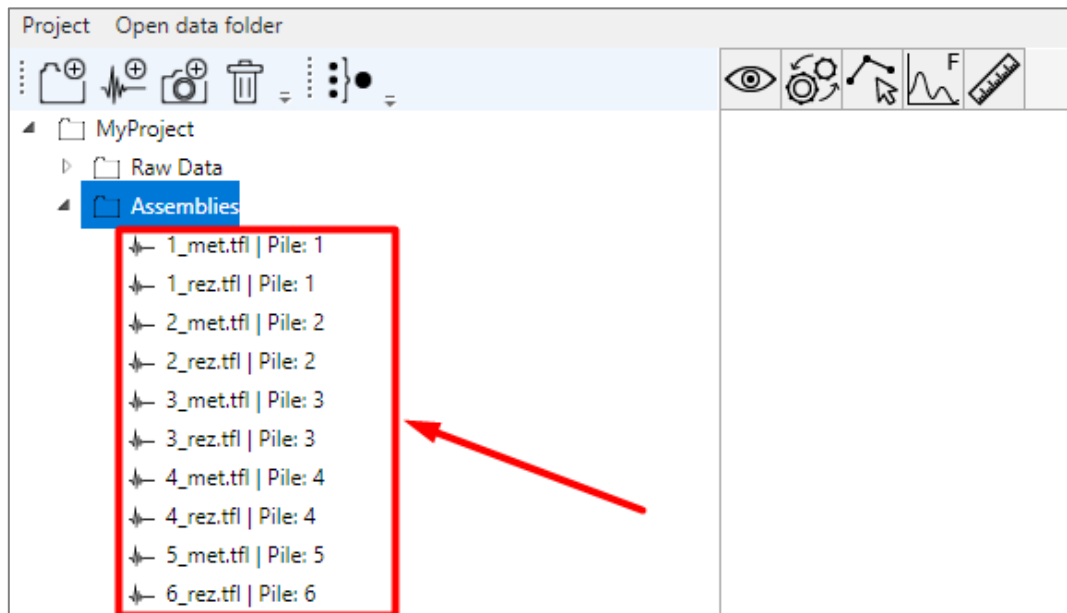 Project Open data folder
F
MyProject
Raw Data
Assemblies
1_met.tfl | Pile: 1
1_rez.tfl | Pile: 1
2_met.tfl | Pile: 2
2_rez.tfl | Pile: 2
3_met.tfl | Pile: 3
3_rez.tfl | Pile: 3
4_met.tfl | Pile: 4
4_rez.tfl | Pile: 4
5_met.tfl | Pile: 5
6_rez.tfl | Pile: 6